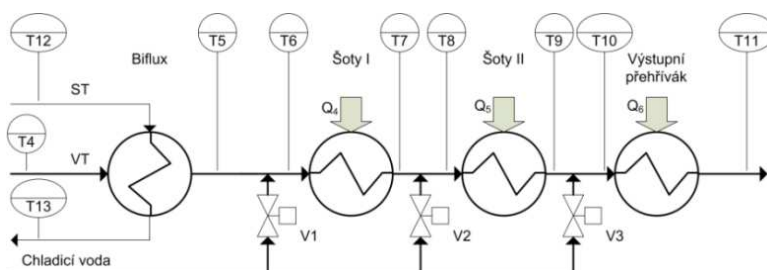 T12
T5
T6
T7
T8
T9
T10
T11
Biflux
Šoty I
Šoty II
Výstupní
přehřívák
ST
Q4
Q5
Q6
T4
VT
T13
V1
V2
V3
Chladicí voda